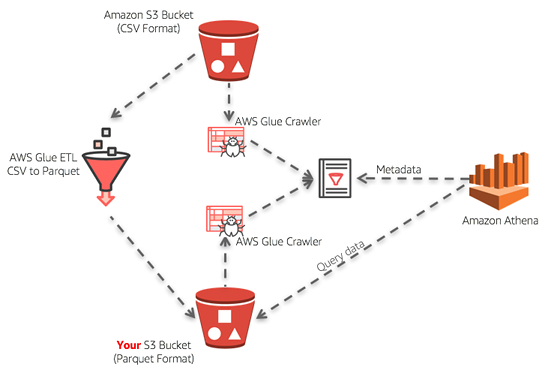 Amazon S3 Bucket
(CSV Format)
AWS Glue Crawler
AWS Glue ETL
CSV to Parquet
Metadata
Amazon Athena
AWS Glue Crawler
Query data
Your S3 Bucket
(Parquet Format)